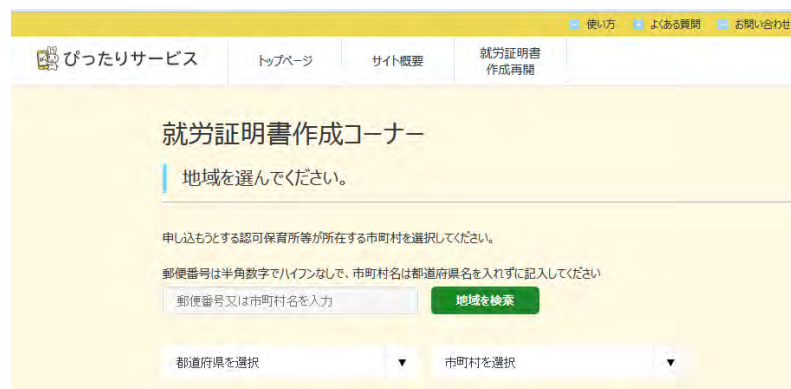 使い方 よくある質問 お問い合わせ
ぴったりサービス トップページ サイト概要 就労証明書
作成再開
就労証明書作成コーナー
地域を選んでください。
申し込もうとする認可保育所等が所在する市町村を選択してください。
郵便番号は半角数字でハイフンなしで、市町村名は都道府県名を入れずに記入してください
郵便番号又は市町村名を入力 地域を検索
都道府県を選択 ▼ 市町村を選択 ▼